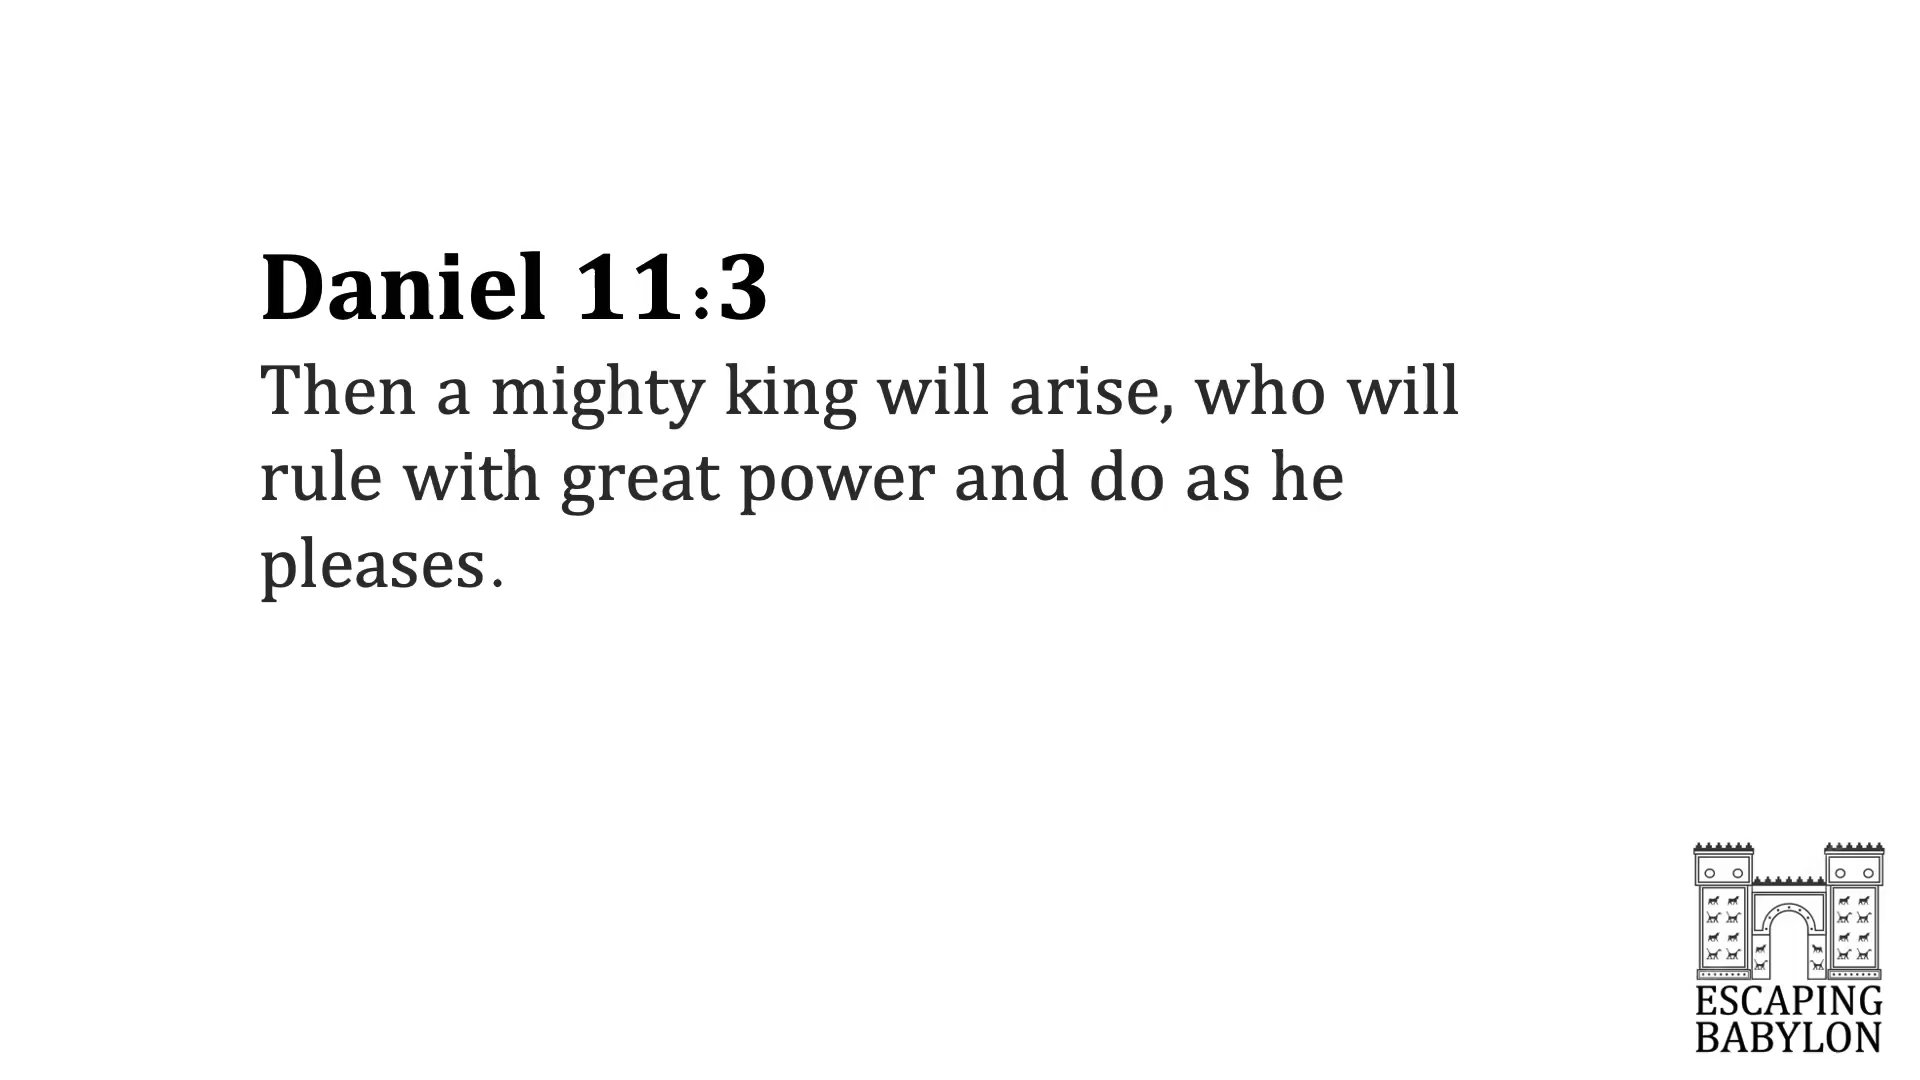 Daniel 11:3
Then a mighty king will arise, who will
rule with great power and do as he
pleases.
ESCAPING
BABYLON